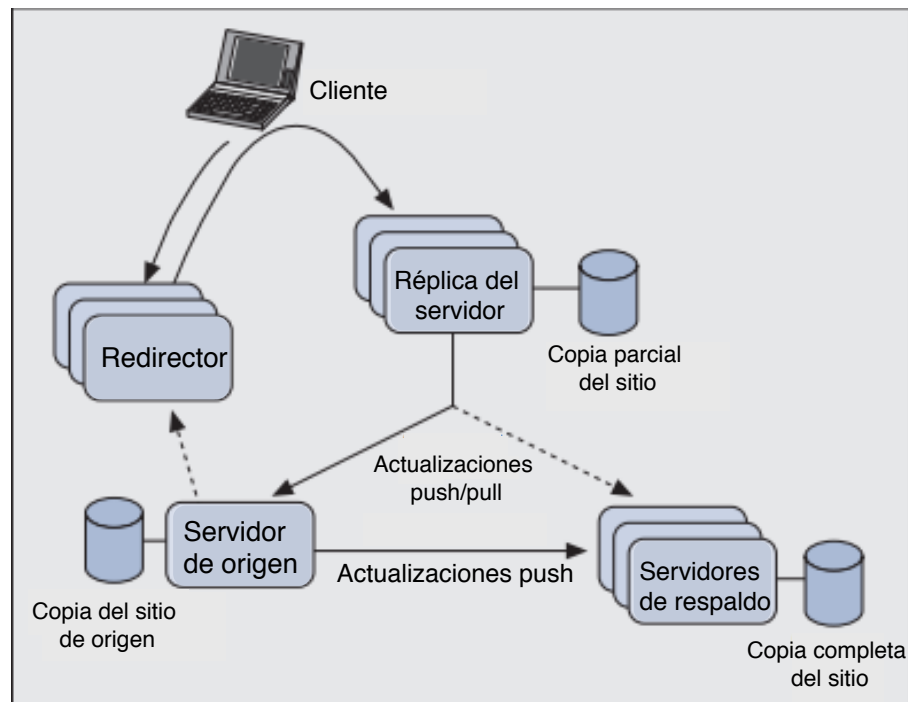 Cliente
Réplica del
servidor
Redirector
Copia parcial
del sitio
Actualizaciones
push/pull
Servidor
de origen
Actualizaciones push
Servidores
de respaldo
Copia del sitio
de origen
Copia completa
del sitio